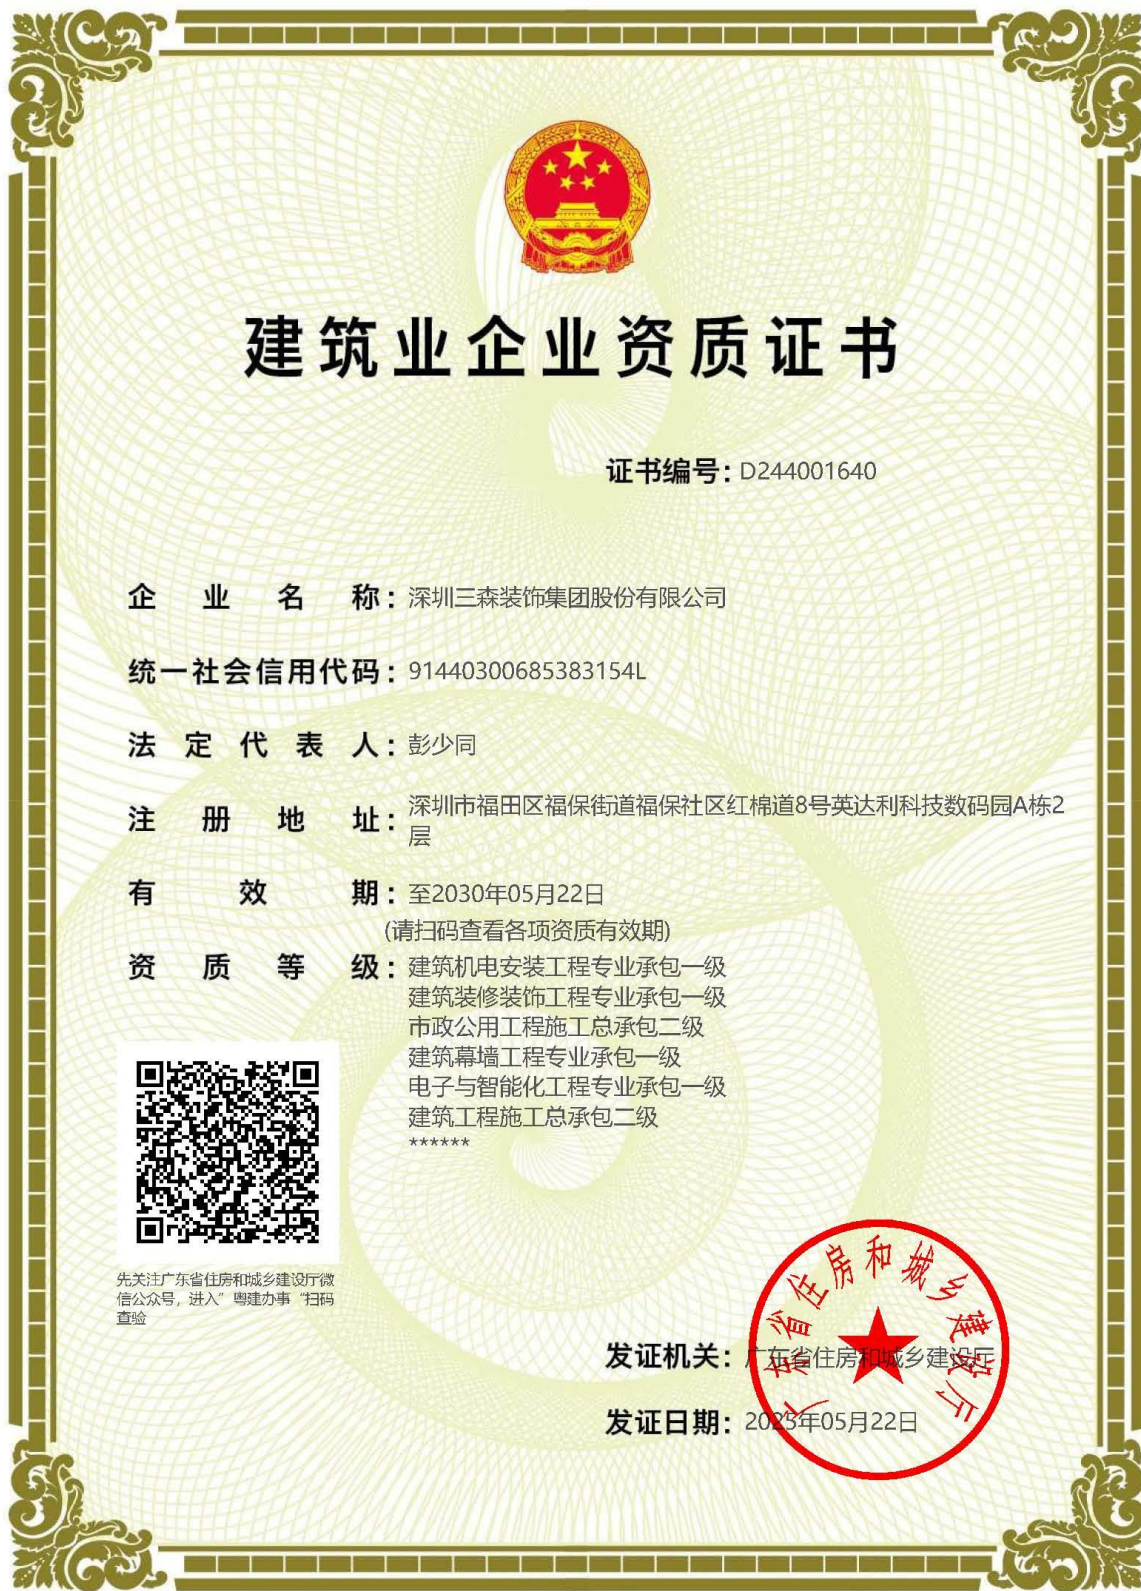 建筑业企业资质证书
证书编号：D244001640
企业名称：深圳三森装饰集团股份有限公司
统一社会信用代码：91440300685383154L
法定代表人：彭少同
注册地址：深圳市福田区福保街道福保社区红棉道8号英达利科技数码园A栋2
层
有效期：至2030年05月22日
(请扫码查看各项资质有效期)
资质等级：建筑机电安装工程专业承包一级
建筑装修装饰工程专业承包一级
市政公用工程施工总承包二级
建筑幕墙工程专业承包一级
电子与智能化工程专业承包一级
建筑工程施工总承包二级
******
先关注广东省住房和城乡建设厅微
信公众号，进入”粤建办事“扫码
查验
广东省住房和城乡建设厅
发证机关：广东省住房和城乡建设厅
发证日期：2025年05月22日